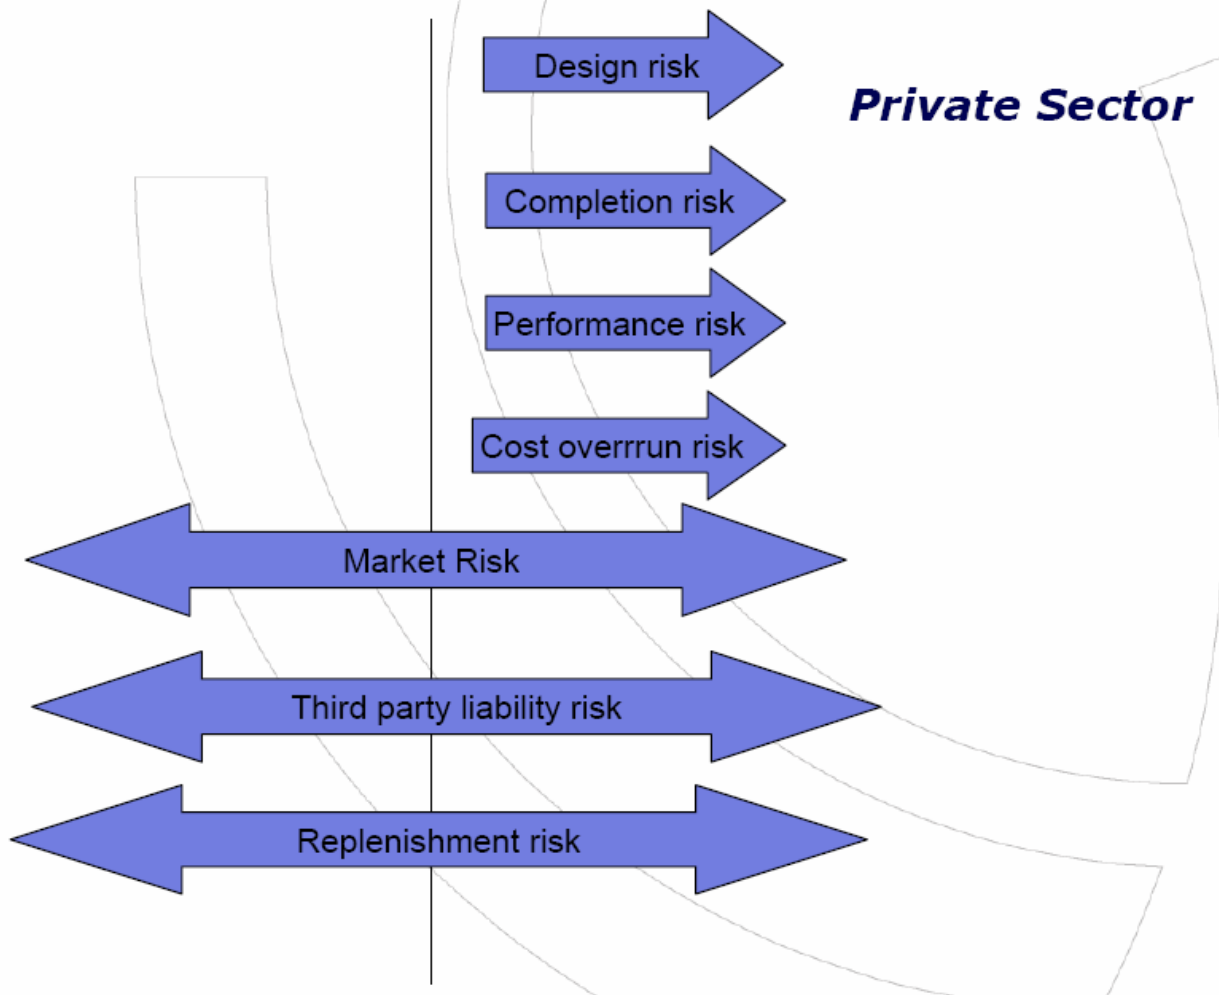 Design risk
Private Sector
Completion risk
Performance risk
Cost overrrun risk
Market Risk
Third party liability risk
Replenishment risk